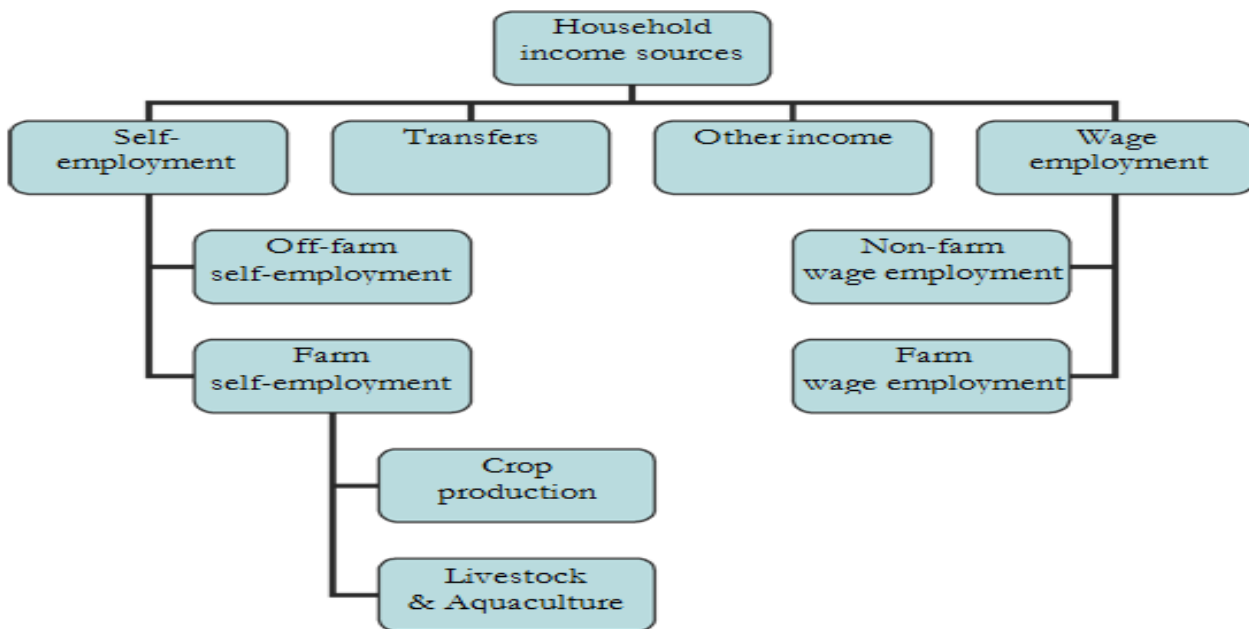 Household
income sources
Self-
employment
Transfers
Other income
Wage
employment
Off-farm
self-employment
Non-farm
wage employment
Farm
self-employment
Farm
wage employment
Crop
production
Livestock
& Aquaculture